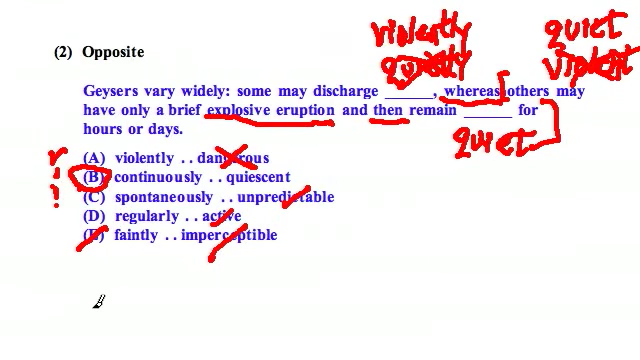 violently quiet
quietly violent
(2) Opposite
Geysers vary widely: some may discharge ______, whereas others may
have only a brief explosive eruption and then remain ______ for
quiet
hours or days.
(A) violently . . dangerous
(B) continuously . . quiescent
(C) spontaneously . . unpredictable
(D) regularly . . active
(E) faintly . . imperceptible